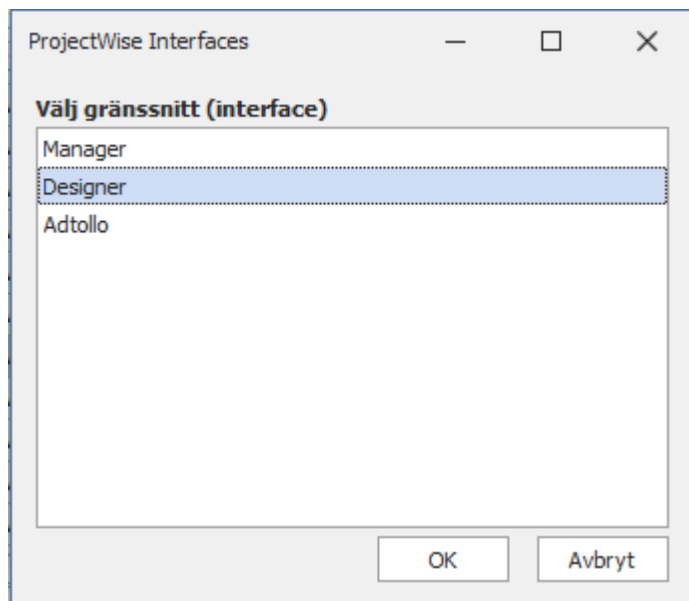 ProjectWise Interfaces
Välj gränssnitt (interface)
Manager
Designer
Adtollo
OK
Avbryt